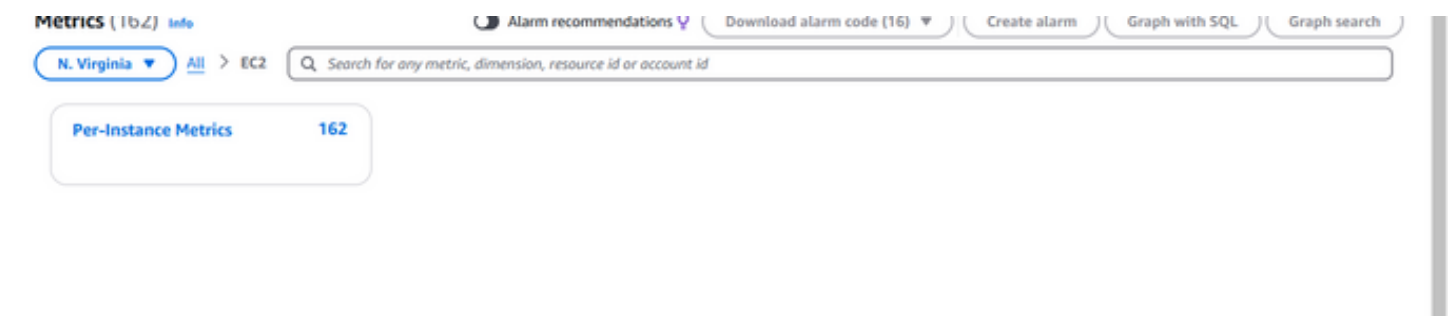 Metrics (162) Info Alarm recommendations Download alarm code (16) Create alarm Graph with SQL Graph search
N. Virginia All > EC2 Search for any metric, dimension, resource id or account id
Per-Instance Metrics 162